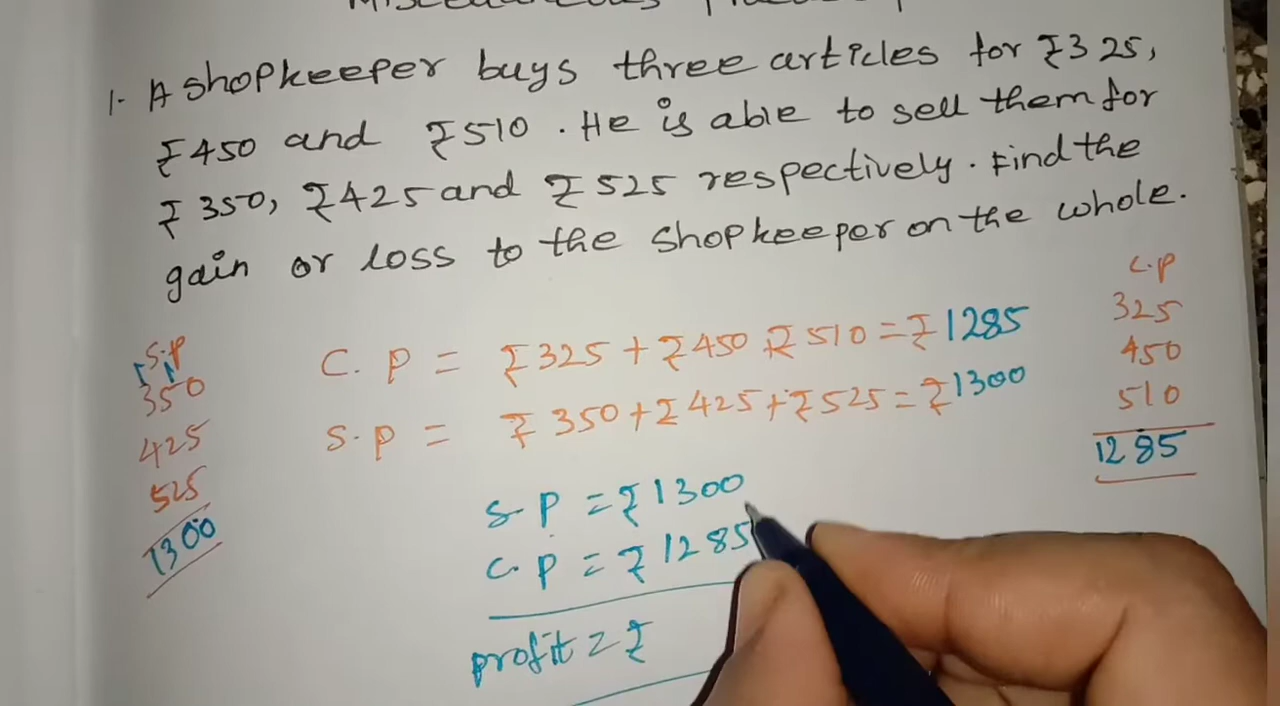 1. A shopkeeper buys three articles for ₹325,
₹450 and ₹510. He is able to sell them for
₹350, ₹425 and ₹525 respectively. Find the
gain or loss to the shopkeeper on the whole.
C.P = ₹325 + ₹450 ₹510 = ₹1285
S.P = ₹350 + ₹425 + ₹525 = ₹1300
S.P
350
425
525
1300
C.P
325
450
510
1285
S.P = ₹1300
C.P = ₹1285
profit = ₹